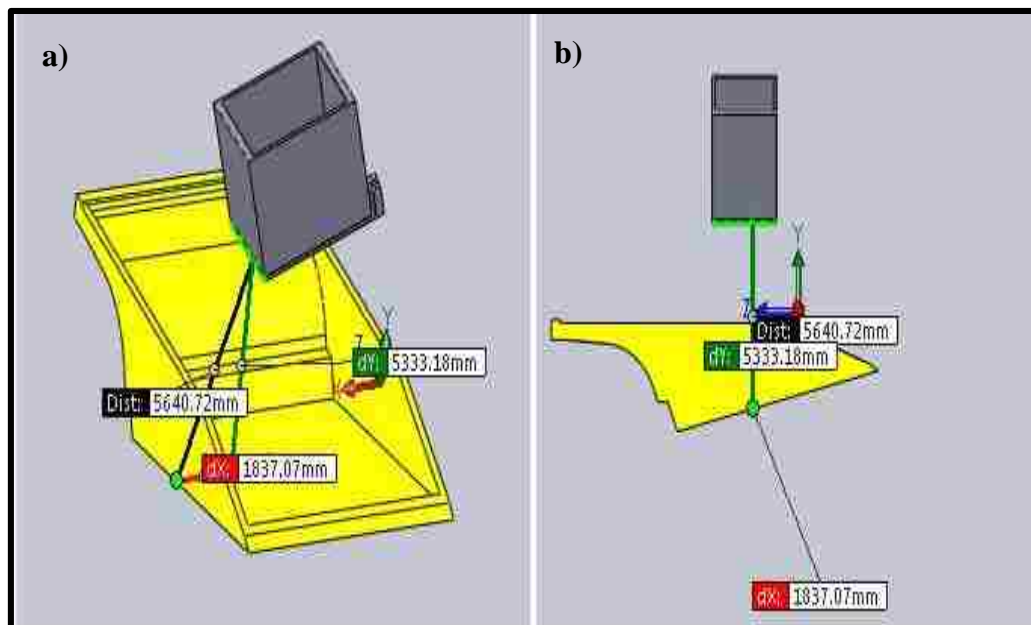 a)
Y
Z
dY: 5333.18mm
Dist: 5640.72mm
dX: 1837.07mm
b)
Y
Z
Dist: 5640.72mm
dY: 5333.18mm
dX: 1837.07mm